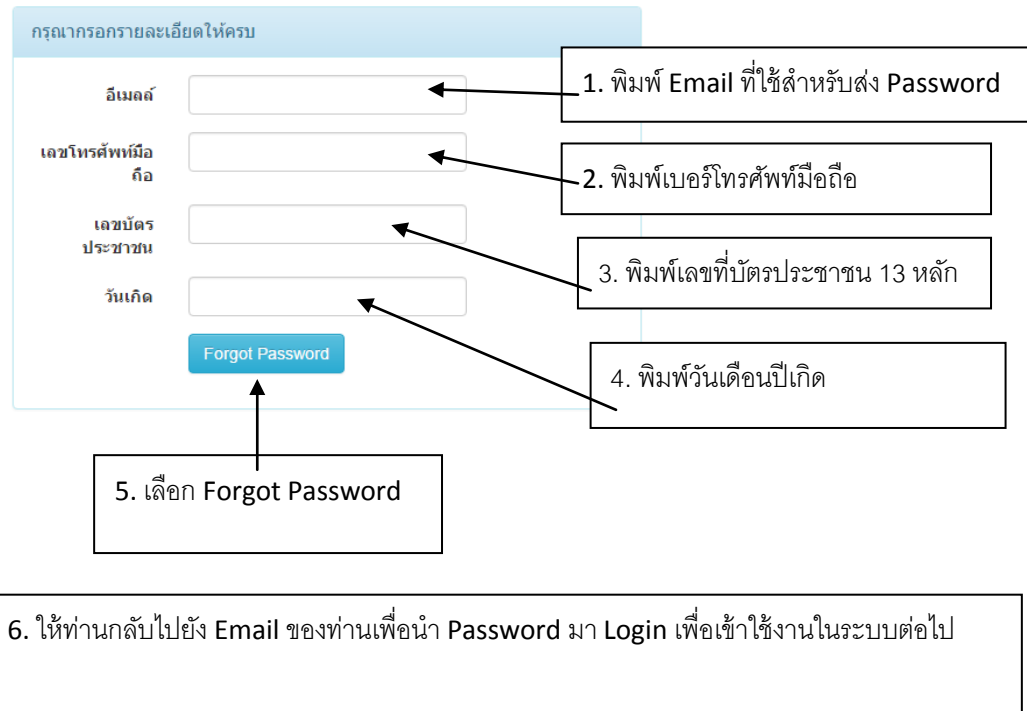 กรุณากรอกรายละเอียดให้ครบ
1. พิมพ์ Email ที่ใช้สำหรับส่ง Password
อีเมลล์
เลขโทรศัพท์มือ
ถือ
2. พิมพ์เบอร์โทรศัพท์มือถือ
เลขบัตร
ประชาชน
3. พิมพ์เลขที่บัตรประชาชน 13 หลัก
วันเกิด
Forgot Password
4. พิมพ์วันเดือนปีเกิด
5. เลือก Forgot Password
6. ให้ท่านกลับไปยัง Email ของท่านเพื่อนำ Password มา Login เพื่อเข้าใช้งานในระบบต่อไป